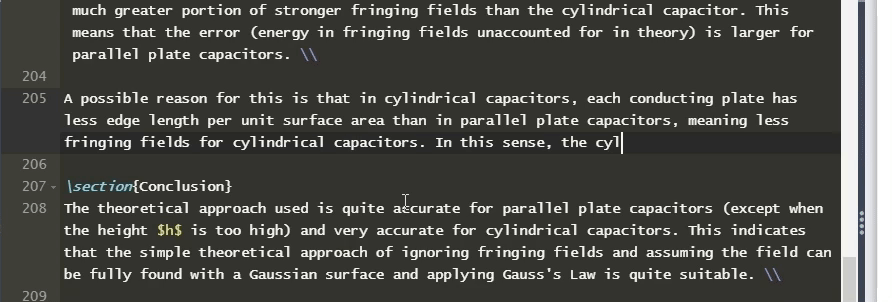 much greater portion of stronger fringing fields than the cylindrical capacitor. This
means that the error (energy in fringing fields unaccounted for in theory) is larger for
parallel plate capacitors. \\
204
205 A possible reason for this is that in cylindrical capacitors, each conducting plate has
less edge length per unit surface area than in parallel plate capacitors, meaning less
fringing fields for cylindrical capacitors. In this sense, the cyl
206
207 \section{Conclusion}
208 The theoretical approach used is quite accurate for parallel plate capacitors (except when
the height $h$ is too high) and very accurate for cylindrical capacitors. This indicates
that the simple theoretical approach of ignoring fringing fields and assuming the field can
be fully found with a Gaussian surface and applying Gauss's Law is quite suitable. \\
209